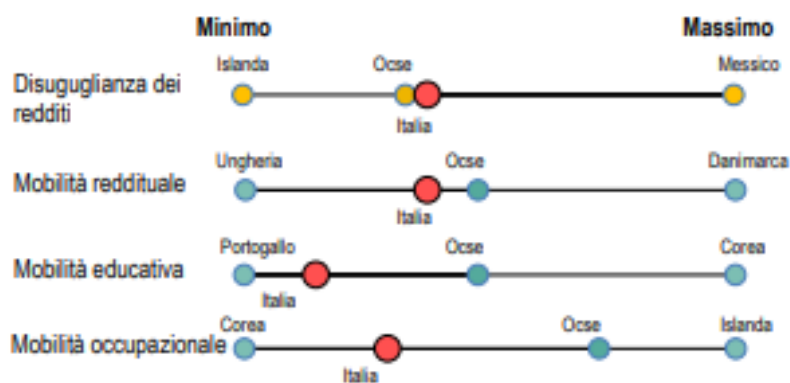 Minimo Massimo
Islanda Ocse Messico
Disuguglianza dei
redditi
Italia
Ungheria Ocse Danimarca
Mobilità reddituale
Italia
Portogallo Ocse Corea
Mobilità educativa
Italia
Corea Ocse Islanda
Mobilità occupazionale
Italia